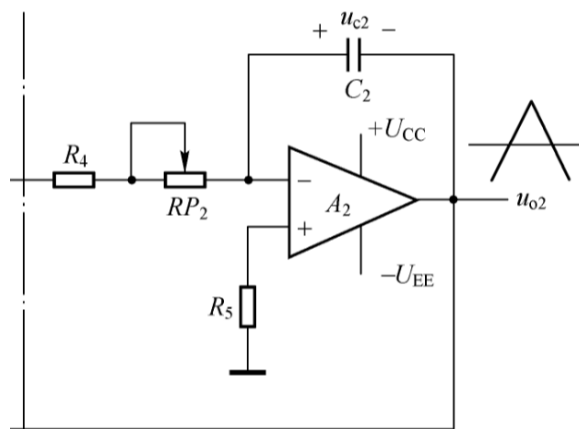 + u_c2 −
C₂
+U_CC
R₄
RP₂
−
A₂
+
u_o2
−U_EE
R₅